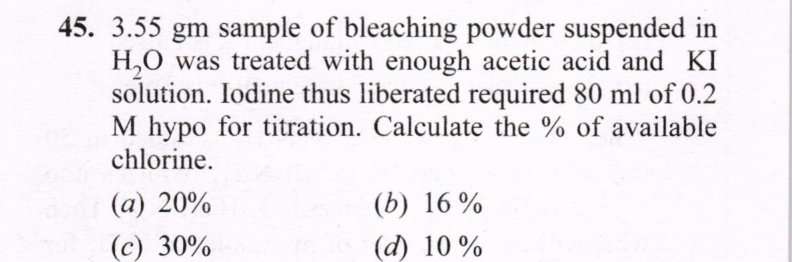 45. 3.55 gm sample of bleaching powder suspended in
H₂O was treated with enough acetic acid and KI
solution. Iodine thus liberated required 80 ml of 0.2
M hypo for titration. Calculate the % of available
chlorine.
(a) 20% (b) 16 %
(c) 30% (d) 10 %